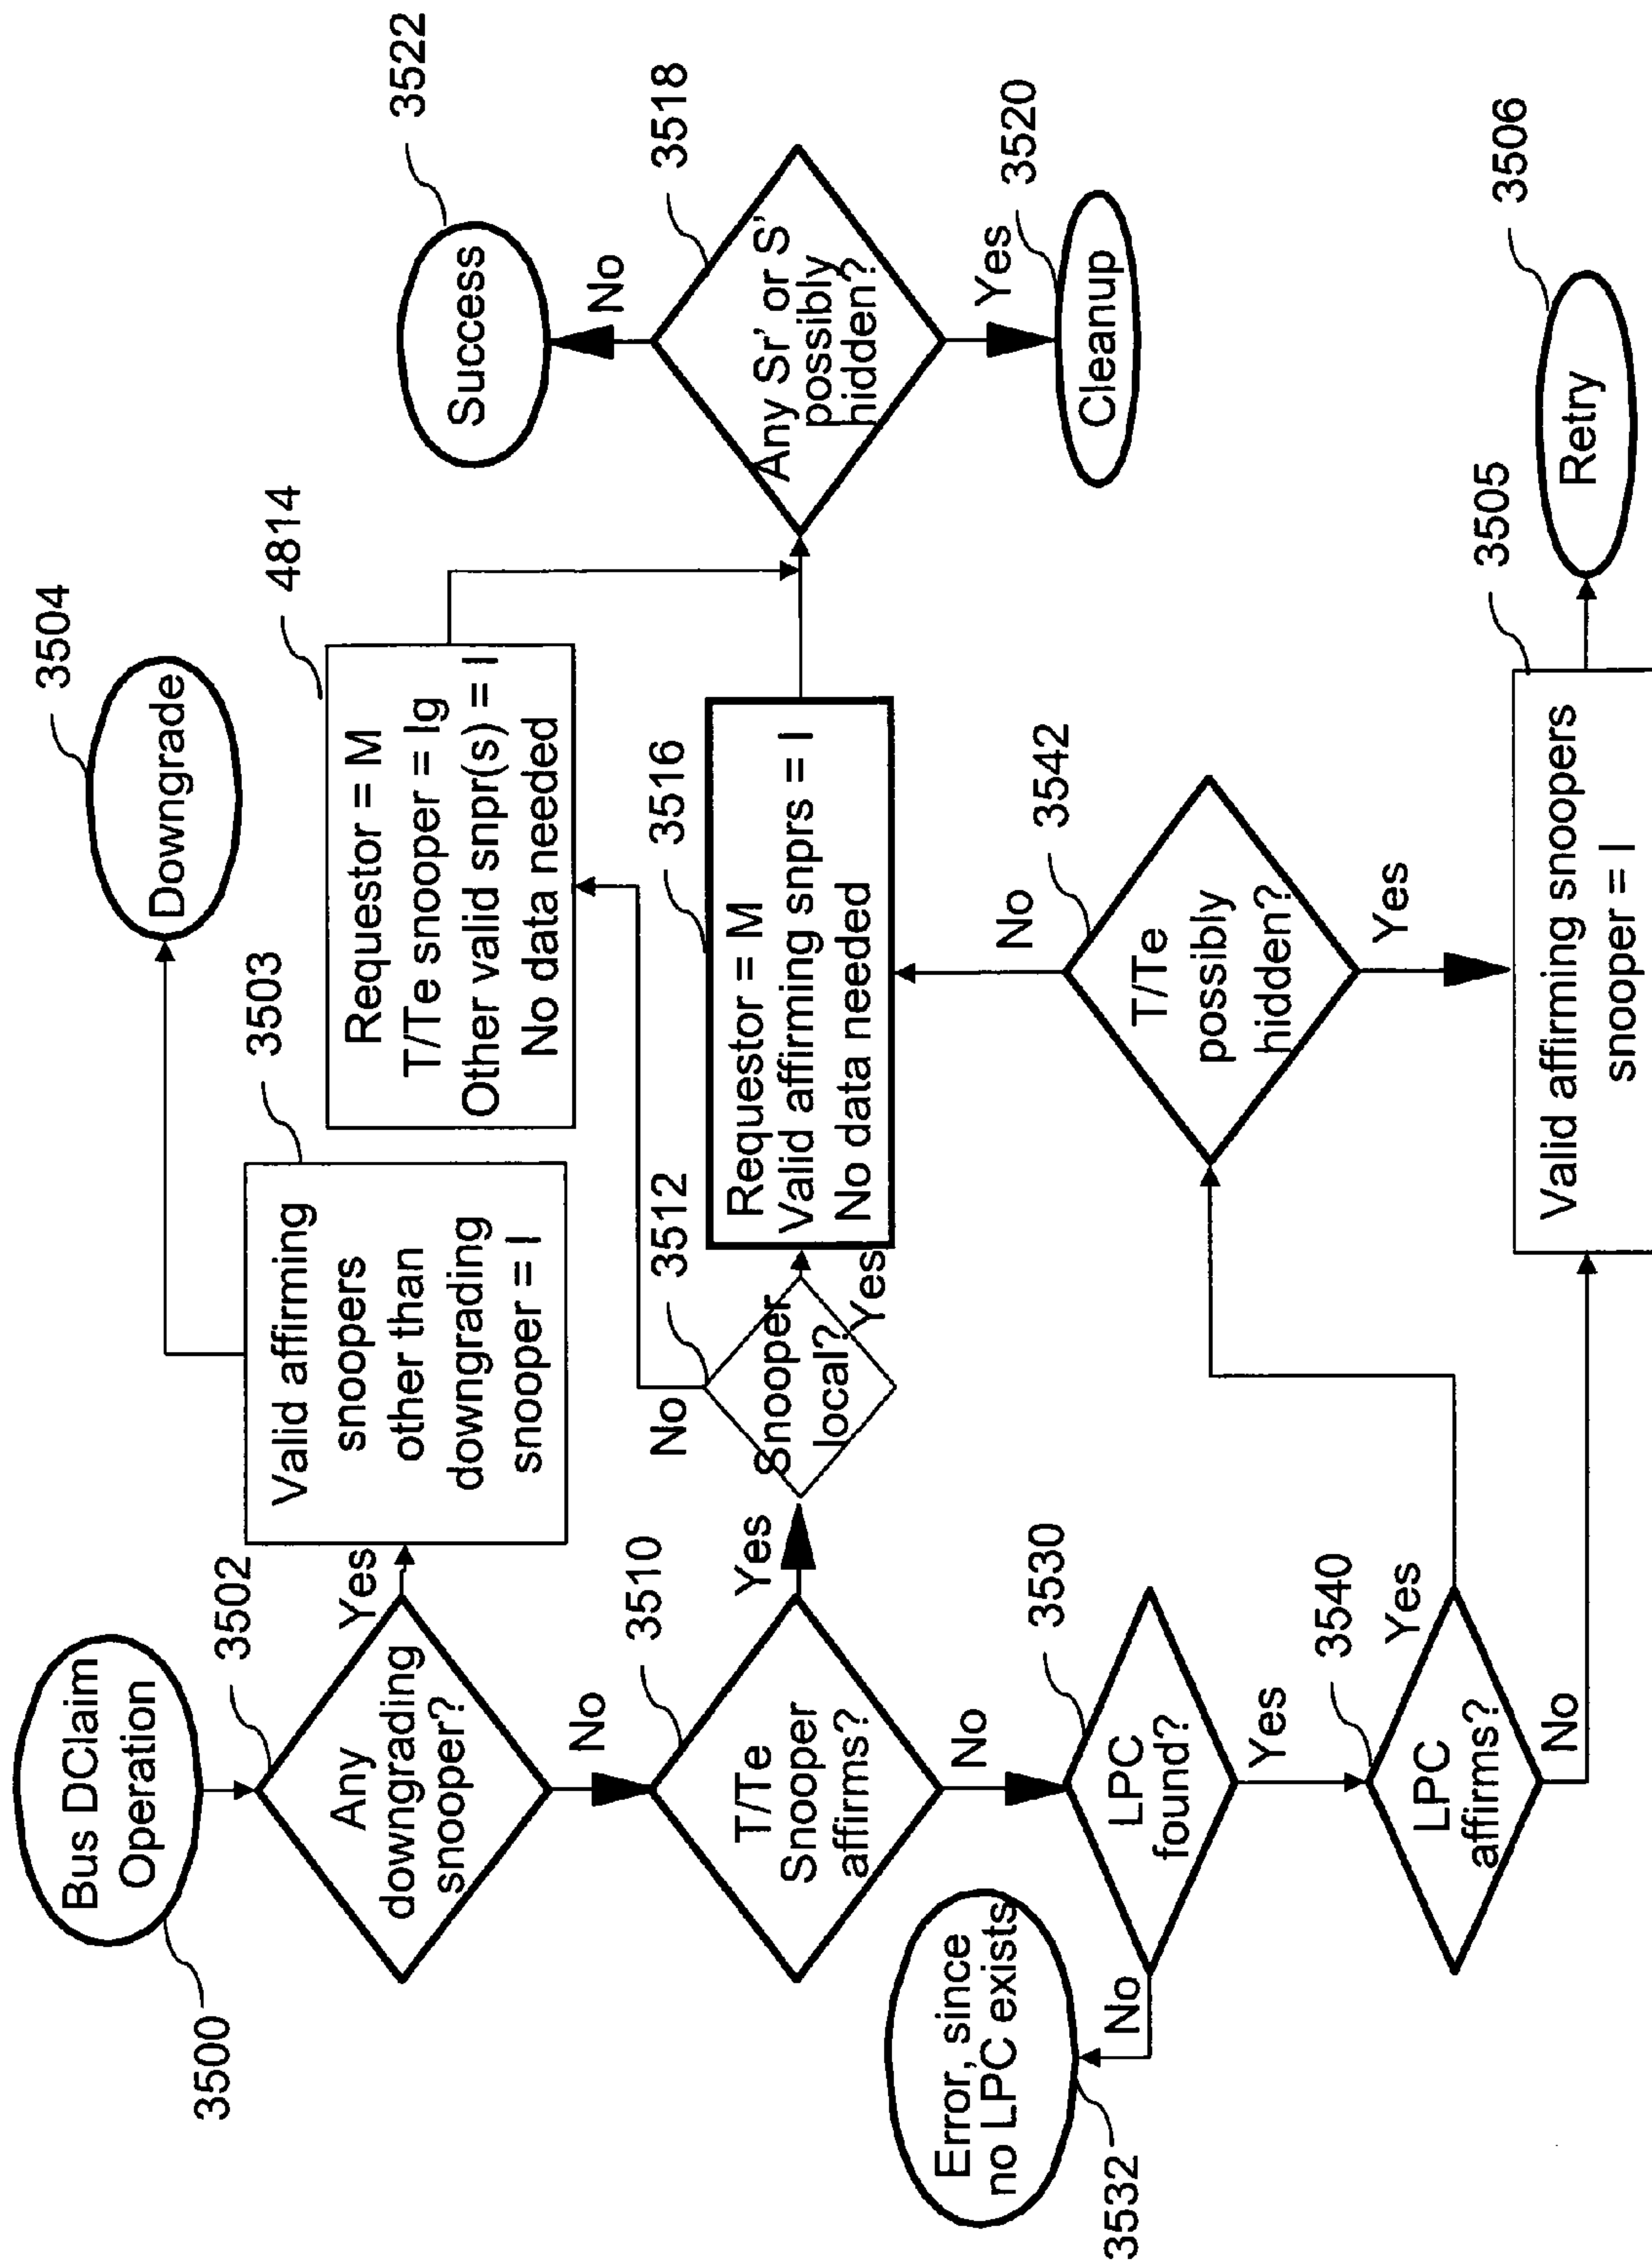 3500
Bus DClaim
Operation
3502
Any
downgrading
snooper?
Yes
No
3503
Valid affirming
snoopers
other than
downgrading
snooper = I
3504
Downgrade
3510
T/Te
Snooper
affirms?
Yes
No
3512
Snooper
local?
No
Yes
4814
Requestor = M
T/Te snooper = Ig
Other valid snpr(s) = I
No data needed
3516
Requestor = M
Valid affirming snprs = I
No data needed
3518
Any Sr' or S'
possibly
hidden?
No
Yes
3522
Success
3520
Cleanup
3530
LPC
found?
No
Yes
3532
Error, since
no LPC exists
3540
LPC
affirms?
Yes
No
3542
T/Te
possibly
hidden?
No
Yes
3505
Valid affirming snoopers
snooper = I
3506
Retry